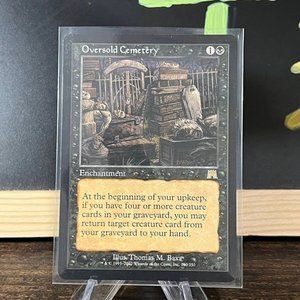 Oversold Cemetery 1
Enchantment
At the beginning of your upkeep,
if you have four or more creature
cards in your graveyard, you may
return target creature card from
your graveyard to your hand.
Illus. Thomas M. Baxa